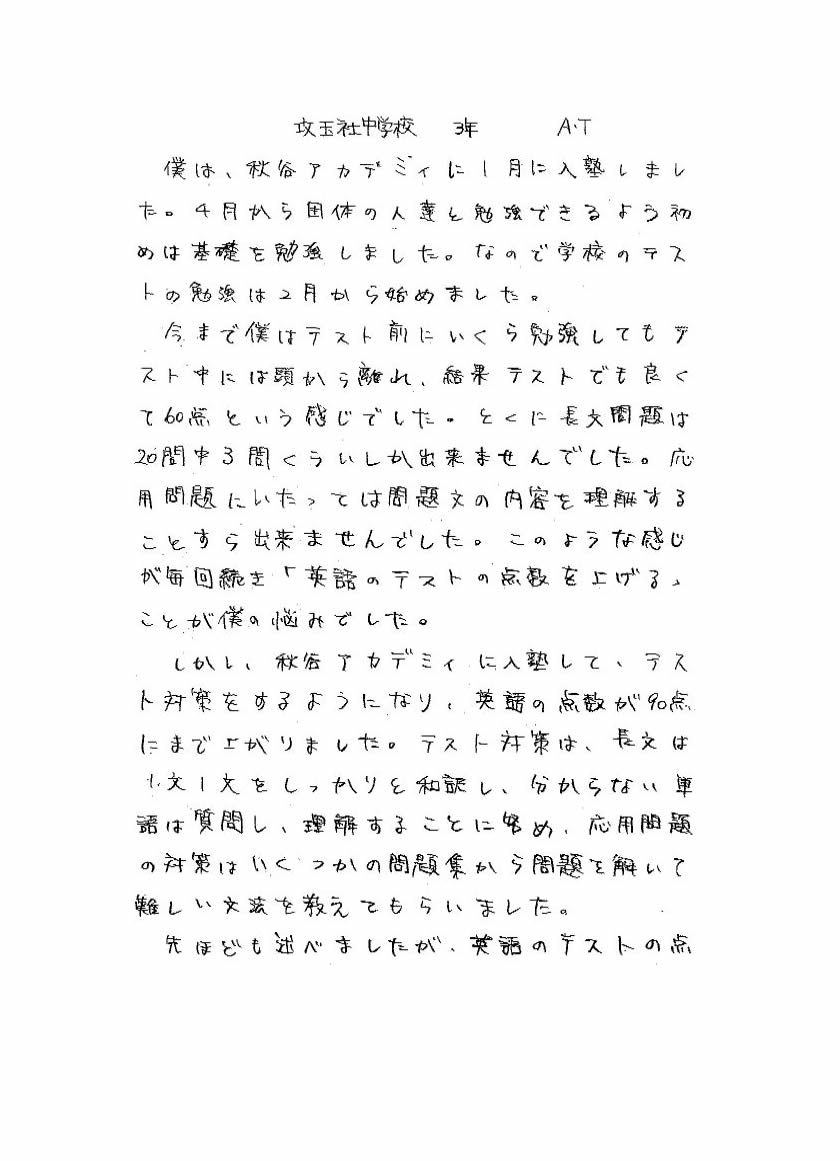 攻玉社中学校 3年 A.T
僕は、秋谷アカデミィに1月に入塾しまし
た。4月から団体の人達と勉強できるよう初
めは基礎を勉強しました。なので学校のテス
トの勉強は2月から始めました。
今まで僕はテスト前にいくら勉強してもテ
スト中には頭から離れ、結果テストでも良く
て60点という感じでした。とくに長文問題は
20問中3問くらいしか出来ませんでした。応
用問題にいたっては問題文の内容を理解する
ことすら出来ませんでした。このような感じ
が毎回続き「英語のテストの点数を上げる」
ことが僕の悩みでした。
しかし、秋谷アカデミィに入塾して、テス
ト対策をするようになり、英語の点数が90点
にまで上がりました。テスト対策は、長文は
1文1文をしっかりと和訳し、分からない単
語は質問し、理解することに努め、応用問題
の対策はいくつかの問題集から問題を解いて
難しい文法を教えてもらいました。
先ほども述べましたが、英語のテストの点